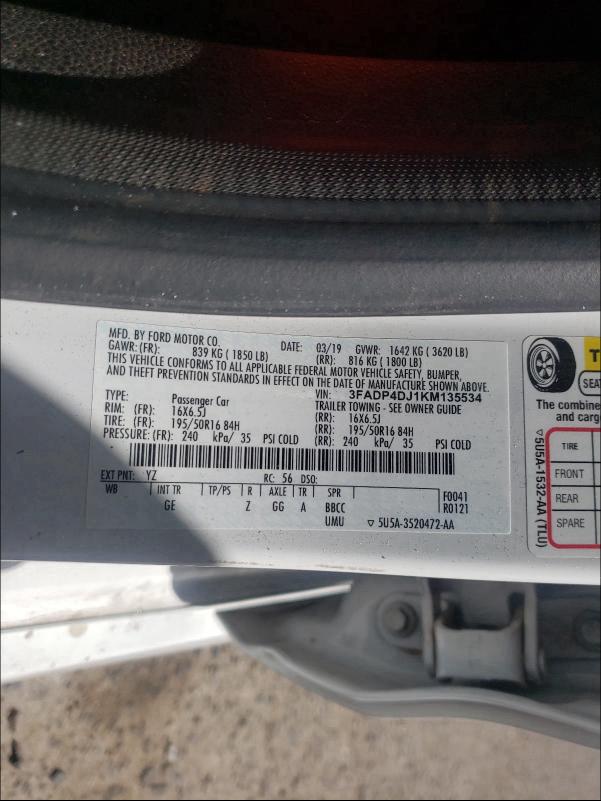 MFD. BY FORD MOTOR CO. DATE: 03/19 GVWR: 1642 KG ( 3620 LB)
GAWR: (FR): 839 KG ( 1850 LB) (RR): 816 KG ( 1800 LB)
THIS VEHICLE CONFORMS TO ALL APPLICABLE FEDERAL MOTOR VEHICLE SAFETY, BUMPER,
AND THEFT PREVENTION STANDARDS IN EFFECT ON THE DATE OF MANUFACTURE SHOWN ABOVE.
VIN: 3FADP4DJ1KM135534
TYPE: Passenger Car TRAILER TOWING - SEE OWNER GUIDE
RIM: (FR): 16X6.5J (RR): 16X6.5J
TIRE: (FR): 195/50R16 84H (RR): 195/50R16 84H
PRESSURE: (FR): 240 kPa/ 35 PSI COLD (RR): 240 kPa/ 35 PSI COLD
EXT PNT: YZ RC: 56 DSO:
WB INT TR TP/PS R AXLE TR SPR F0041
GE Z GG A BBCC R0121
UMU ▽ 5U5A-3520472-AA
T
SEA
The combine
and carg
TIRE
FRONT
REAR
SPARE
▽ 5U5A-1532-AA (TLU)